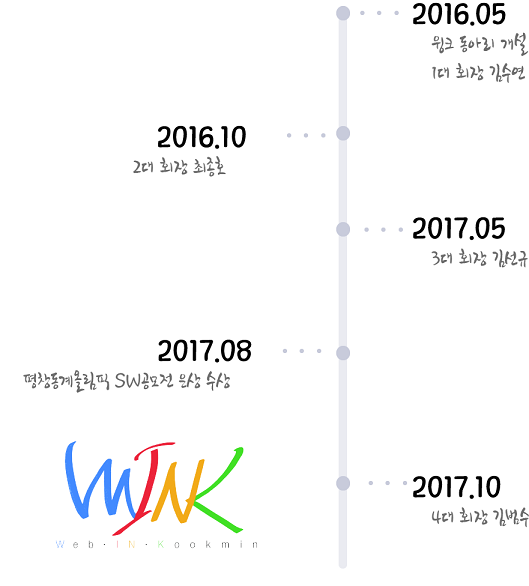 2016.05
윙크 동아리 개설
1대 회장 김수연
2016.10
2대 회장 최종호
2017.05
3대 회장 김선규
2017.08
평창동계올림픽 SW공모전 은상 수상
2017.10
4대 회장 김범수
WINK
Web·IN·Kookmin